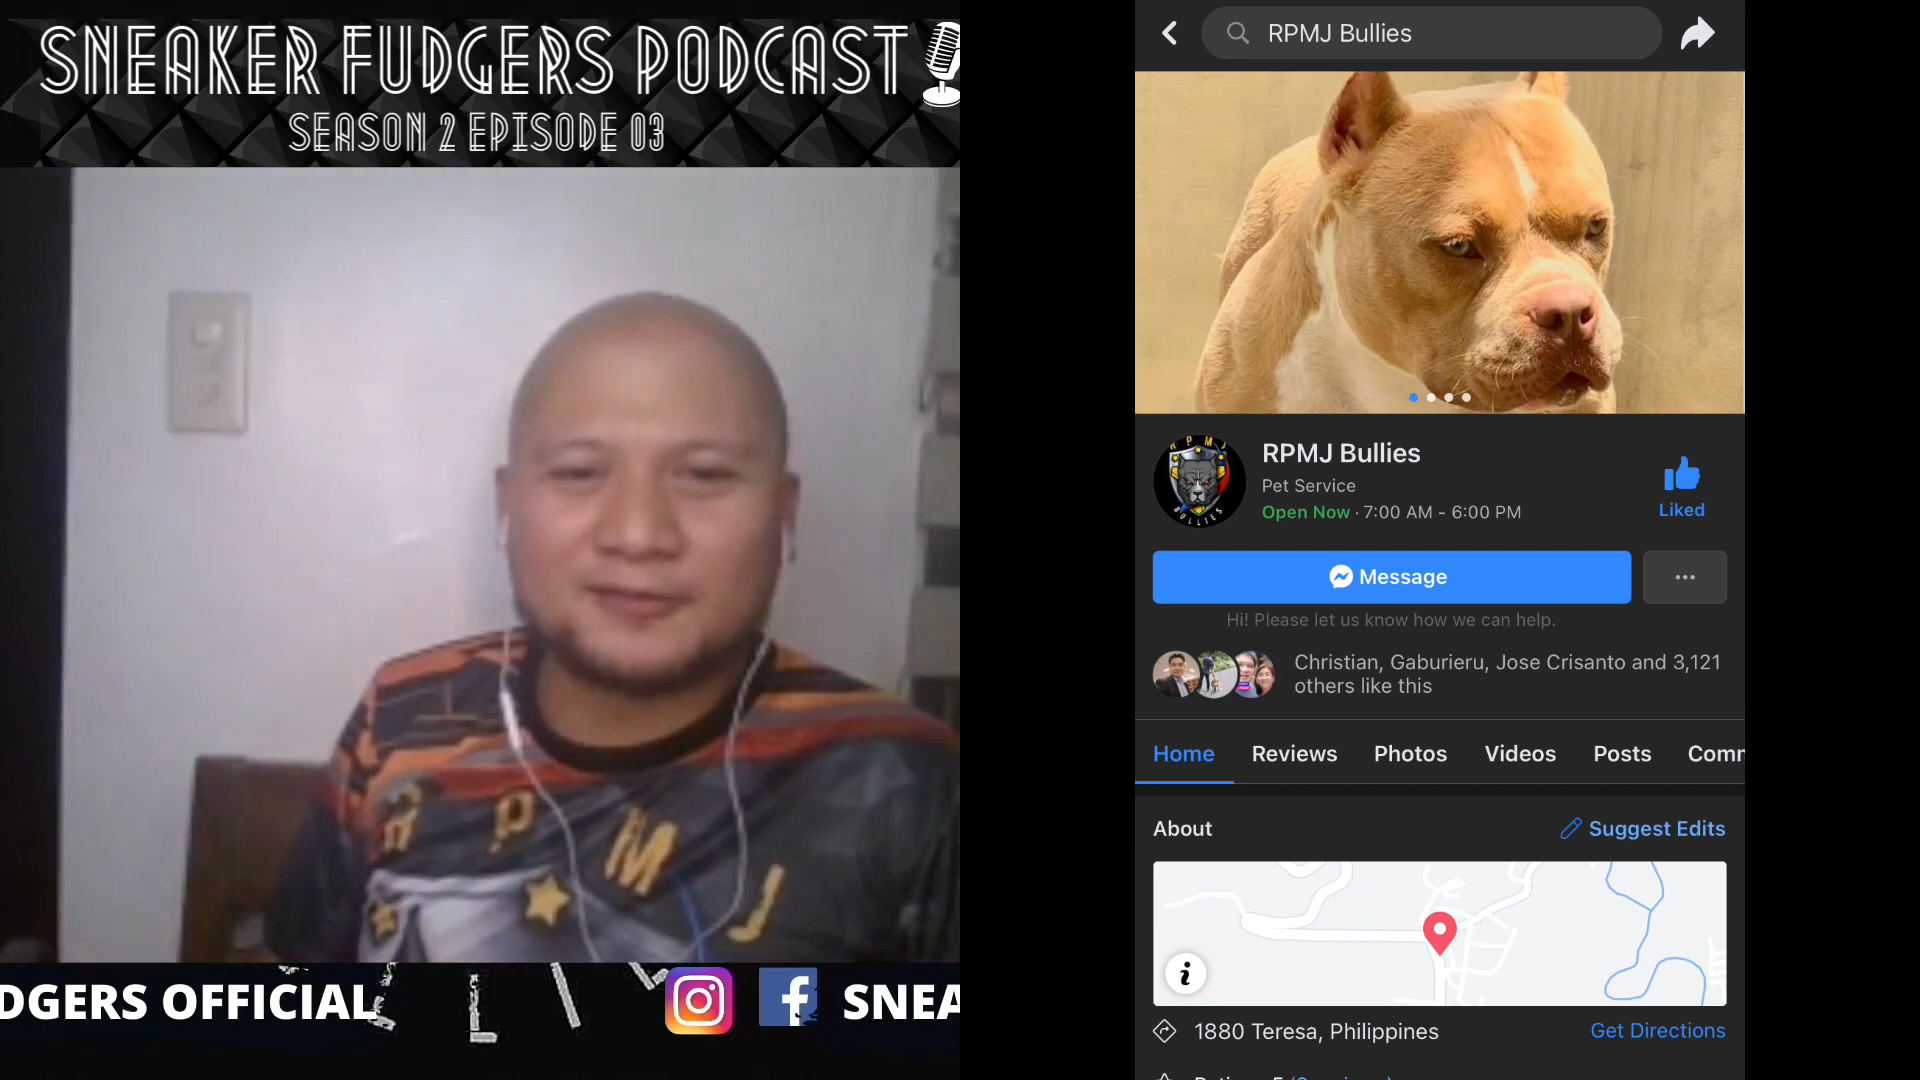 SNEAKER FUDGERS PODCAST
SEASON 2 EPISODE 03
R P M J
DGERS OFFICIAL
SNEA
RPMJ Bullies
RPMJ
BULLIES
RPMJ Bullies
Pet Service
Open Now · 7:00 AM - 6:00 PM
Liked
Message
Hi! Please let us know how we can help.
Christian, Gaburieru, Jose Crisanto and 3,121
others like this
Home Reviews Photos Videos Posts Comm
About
Suggest Edits
1880 Teresa, Philippines
Get Directions